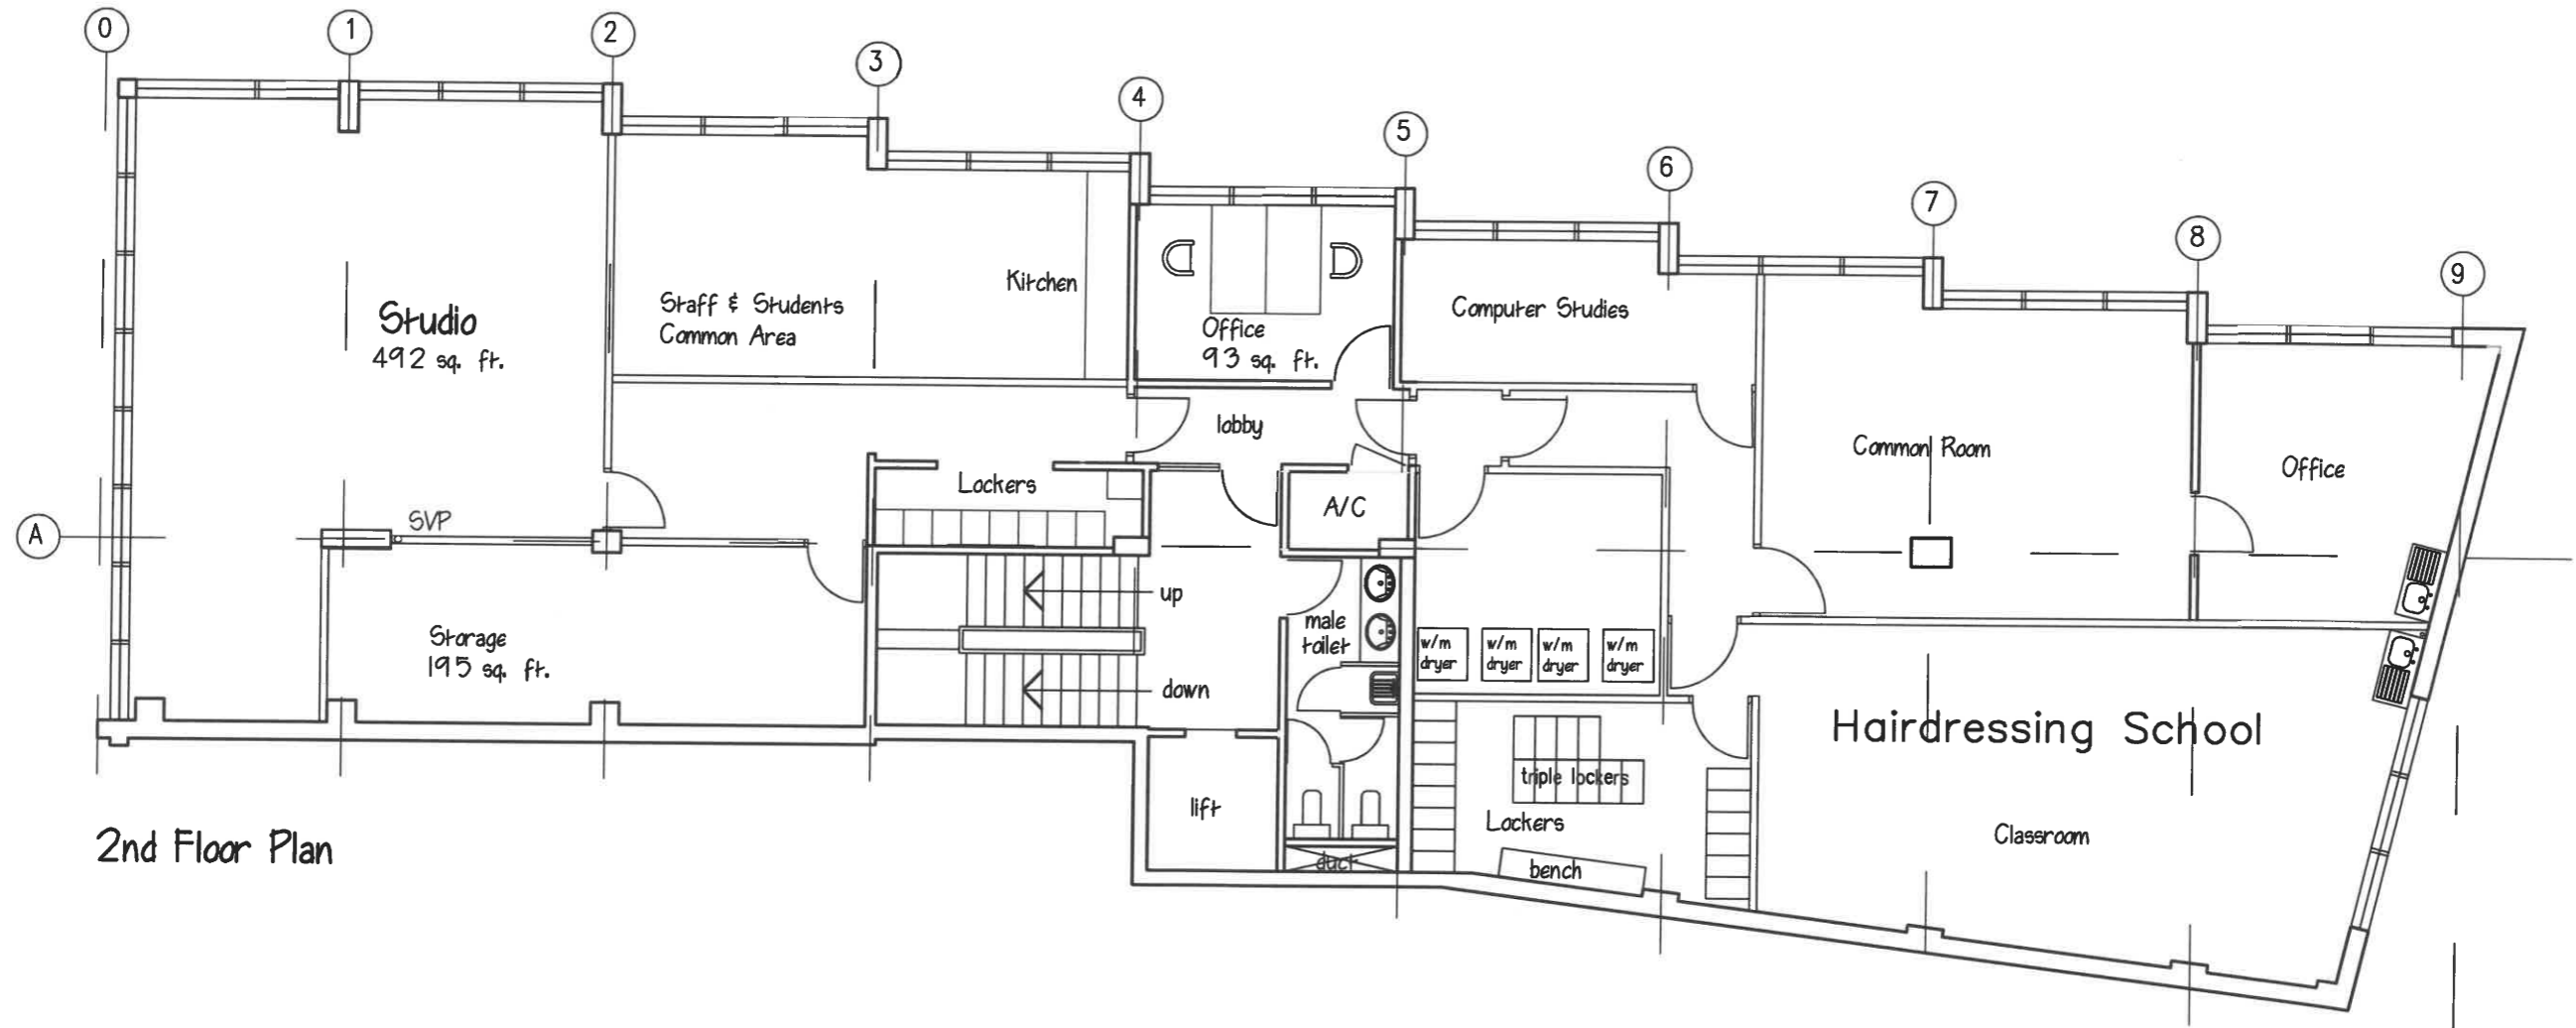 0
1
2
3
4
5
6
7
8
9
A
Studio
492 sq. ft.
Staff & Students
Common Area
Kitchen
Office
93 sq. ft.
Computer Studies
Common Room
Office
lobby
Lockers
A/C
SVP
Storage
195 sq. ft.
up
down
male
toilet
w/m
dryer
w/m
dryer
w/m
dryer
w/m
dryer
lift
duct
triple lockers
Lockers
bench
Hairdressing School
Classroom
2nd Floor Plan